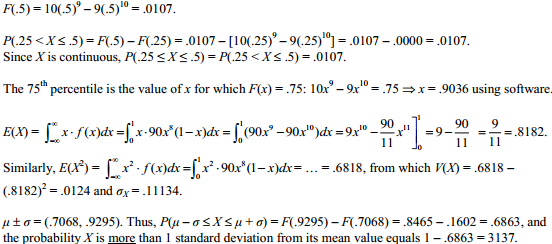 F(.5) = 10(.5)⁹ – 9(.5)¹⁰ = .0107.
P(.25 < X ≤ .5) = F(.5) – F(.25) = .0107 – [10(.25)⁹ – 9(.25)¹⁰] = .0107 – .0000 = .0107.
Since X is continuous, P(.25 ≤ X ≤ .5) = P(.25 < X ≤ .5) = .0107.
The 75ᵗʰ percentile is the value of x for which F(x) = .75: 10x⁹ – 9x¹⁰ = .75 ⇒ x = .9036 using software.
E(X) = ∫_{-∞}^{∞} x · f(x)dx = ∫_0^1 x · 90x⁸(1 – x)dx = ∫_0^1 (90x⁹ – 90x¹⁰)dx = 9x¹⁰ – 90/11 x¹¹]_0^1 = 9 – 90/11 = 9/11 = .8182.
Similarly, E(X²) = ∫_{-∞}^{∞} x² · f(x)dx = ∫_0^1 x² · 90x⁸(1 – x)dx = … = .6818, from which V(X) = .6818 –
(.8182)² = .0124 and σ_X = .11134.
μ ± σ = (.7068, .9295). Thus, P(μ – σ ≤ X ≤ μ + σ) = F(.9295) – F(.7068) = .8465 – .1602 = .6863, and
the probability X is more than 1 standard deviation from its mean value equals 1 – .6863 = 3137.